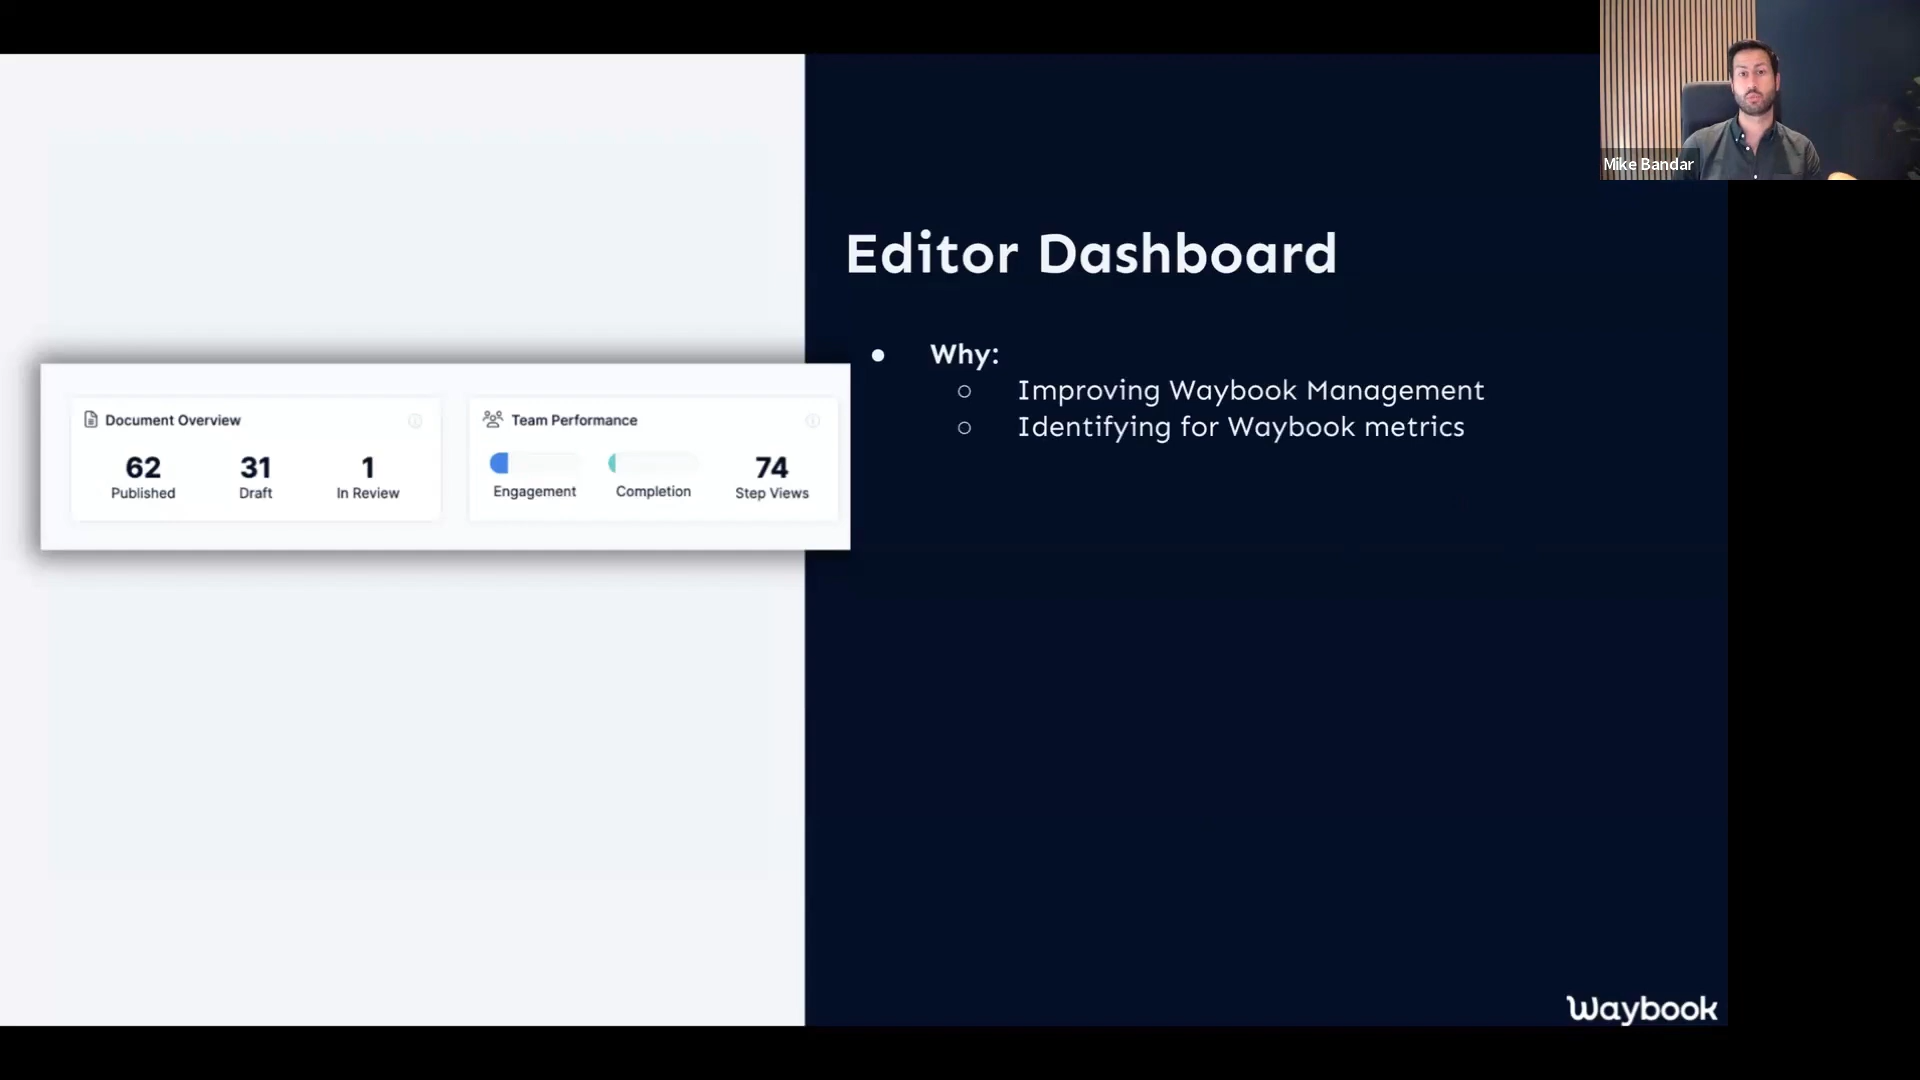 Mike Bandar
Editor Dashboard
Why:
Improving Waybook Management
Identifying for Waybook metrics
Document Overview
62 31 1
Published Draft In Review
Team Performance
74
Engagement Completion Step Views
Waybook